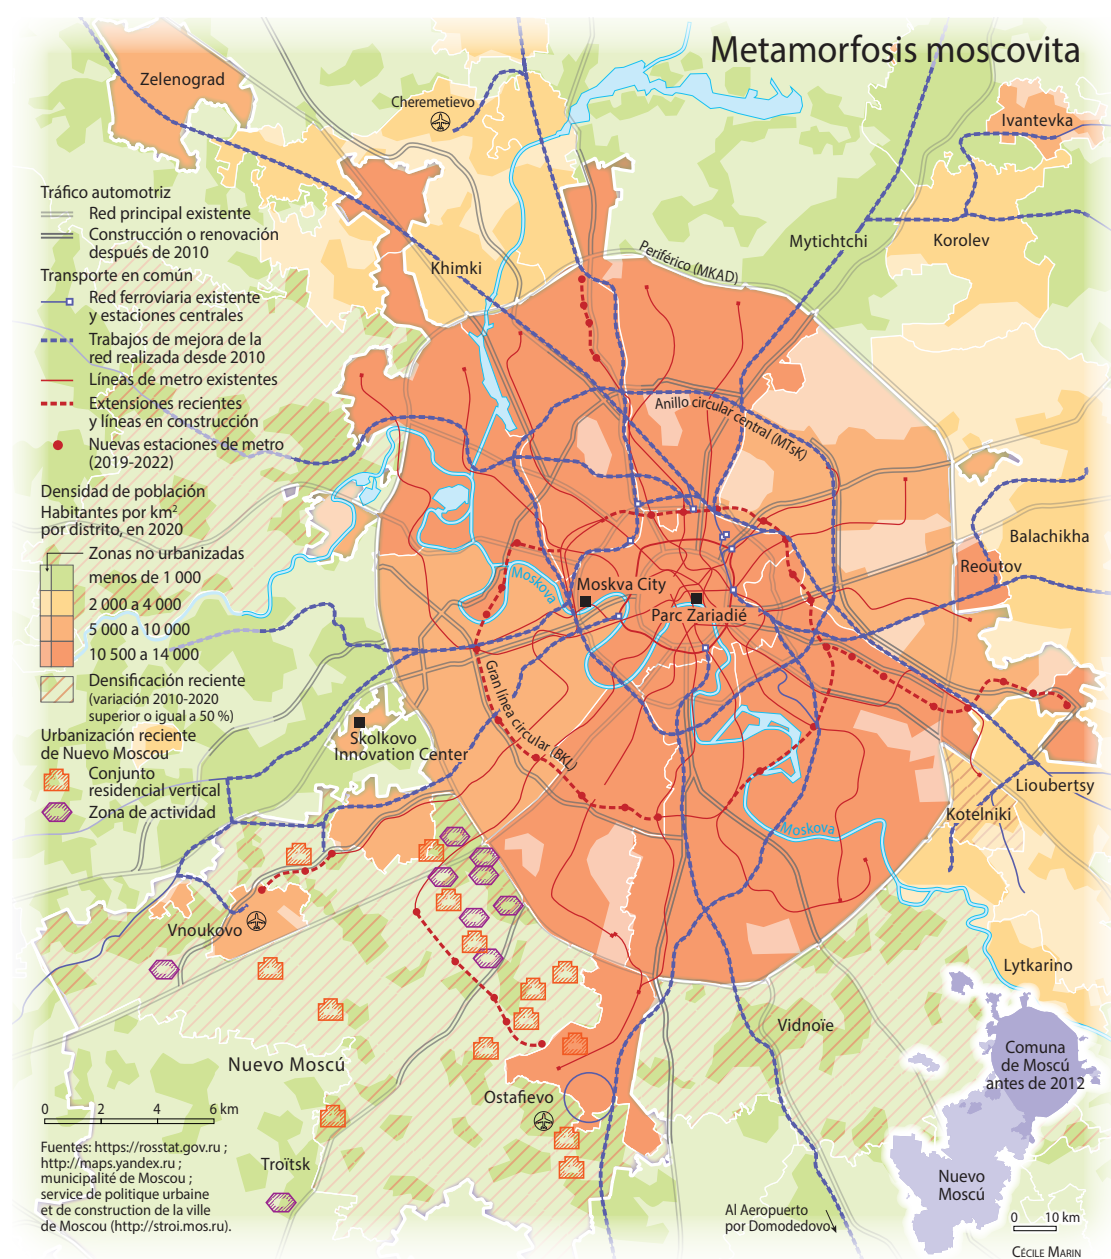 Metamorfosis moscovita
Zelenograd
Cheremetievo
Ivantevka
Tráfico automotriz
Red principal existente
Construcción o renovación
después de 2010
Transporte en común
Red ferroviaria existente
y estaciones centrales
Trabajos de mejora de la
red realizada desde 2010
Líneas de metro existentes
Extensiones recientes
y líneas en construcción
Nuevas estaciones de metro
(2019-2022)
Densidad de población
Habitantes por km²
por distrito, en 2020
Zonas no urbanizadas
menos de 1 000
2 000 a 4 000
5 000 a 10 000
10 500 a 14 000
Densificación reciente
(variación 2010-2020
superior o igual a 50 %)
Urbanización reciente
de Nuevo Moscou
Conjunto
residencial vertical
Zona de actividad
Khimki
Periférico (MKAD)
Mytichtchi
Korolev
Anillo circular central (MTsK)
Balachikha
Reoutov
Moskova
Moskva City
Parc Zariadié
Gran línea circular (BKL)
Skolkovo
Innovation Center
Lioubertsy
Kotelniki
Moskova
Vnoukovo
Lytkarino
Vidnoïe
Nuevo Moscú
Ostafievo
Troïtsk
0 2 4 6 km
Fuentes: https://rosstat.gov.ru ;
http://maps.yandex.ru ;
municipalité de Moscou ;
service de politique urbaine
et de construction de la ville
de Moscou (http://stroi.mos.ru).
Al Aeropuerto
por Domodedovo
Comuna
de Moscú
antes de 2012
Nuevo
Moscú
0 10 km
Cécile Marin